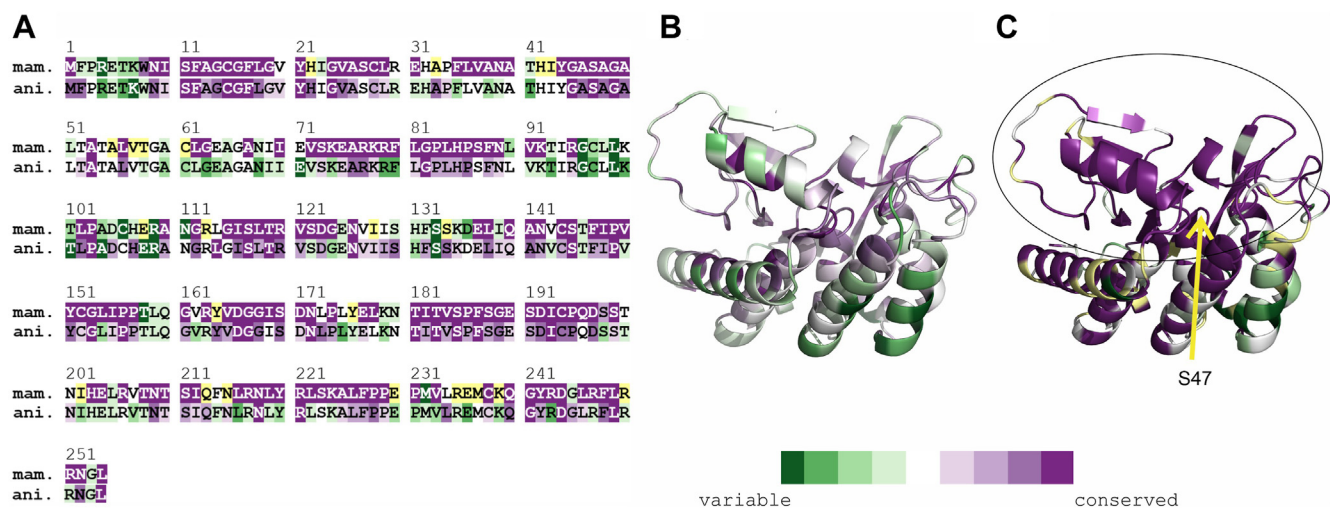 A
B
C
1 11 21 31 41
mam. MFPRETKWNI SFAGCGFLGV YHIGVASCLR EHAPFLVANA THIYGASAGA
ani. MFPRETKWNI SFAGCGFLGV YHIGVASCLR EHAPFLVANA THIYGASAGA
51 61 71 81 91
mam. LTATALVTGA CLGEAGANII EVSKEARKRF LGPLHPSFNL VKTIRGCLLK
ani. LTATALVTGA CLGEAGANII EVSKEARKRF LGPLHPSFNL VKTIRGCLLK
101 111 121 131 141
mam. TLPADCHERA NGRLGISLTR VSDGENVIIS HFSSKDELIQ ANVCSTFIPV
ani. TLPADCHERA NGRLGISLTR VSDGENVIIS HFSSKDELIQ ANVCSTFIPV
151 161 171 181 191
mam. YCGLIPPTLQ GVRYVDGGIS DNLPLYELKN TITVSPFSGE SDICPQDSST
ani. YCGLIPPTLQ GVRYVDGGIS DNLPLYELKN TITVSPFSGE SDICPQDSST
201 211 221 231 241
mam. NIHELRVTNT SIQFNLRNLY RLSKALFPPE PMVLREMCKQ GYRDGLRFLR
ani. NIHELRVTNT SIQFNLRNLY RLSKALFPPE PMVLREMCKQ GYRDGLRFLR
251
mam. RNGL
ani. RNGL
S47
variable conserved